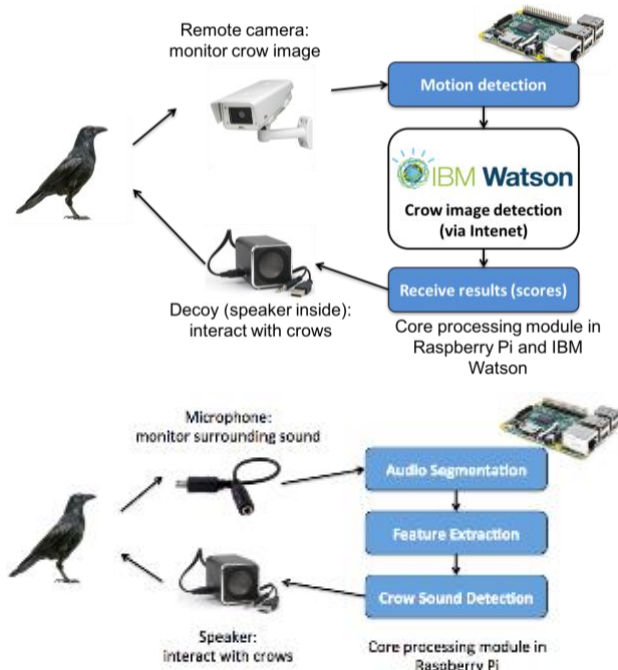 Remote camera:
monitor crow image
Motion detection
IBM Watson
Crow image detection
(via Intenet)
Receive results (scores)
Decoy (speaker inside):
interact with crows
Core processing module in
Raspberry Pi and IBM
Watson
Microphone:
monitor surrounding sound
Audio Segmentation
Feature Extraction
Crow Sound Detection
Speaker:
interact with crows
Core processing module in
Raspberry Pi